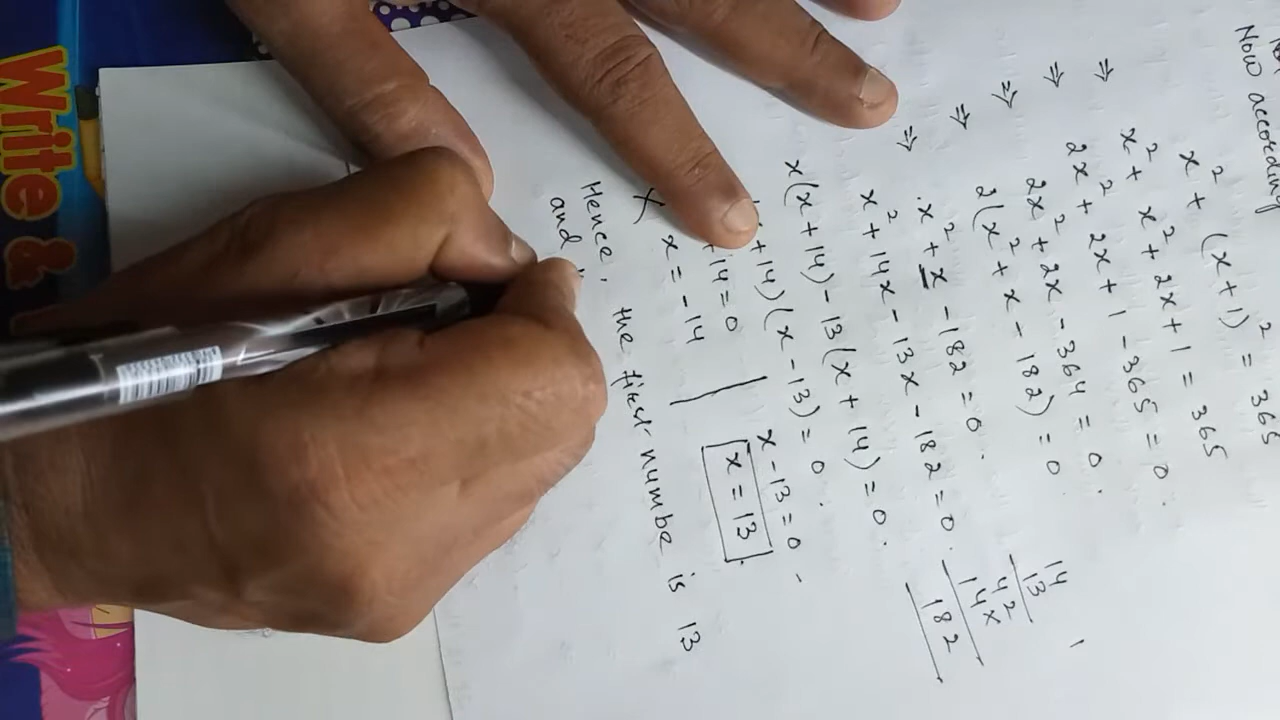 Now according
x² + (x+1)² = 365
⇒ x² + x² + 2x + 1 = 365
⇒ 2x² + 2x + 1 - 365 = 0.
⇒ 2x² + 2x - 364 = 0.
⇒ 2(x² + x - 182) = 0
⇒ x² + x - 182 = 0.
x² + 14x - 13x - 182 = 0.
x(x + 14) - 13(x + 14) = 0.
+ 14)(x - 13) = 0.
+ 14 = 0 | x - 13 = 0
X x = -14 | x = 13
Hence, the first numbe is 13
and
14
13
42
14x
182
Write &